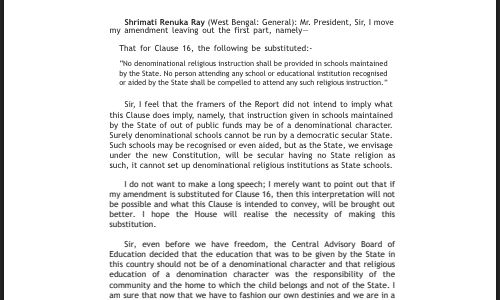 Shrimati Renuka Ray (West Bengal: General): Mr. President, Sir, I move
my amendment leaving out the first part, namely—
That for Clause 16, the following be substituted:-
"No denominational religious instruction shall be provided in schools maintained
by the State. No person attending any school or educational institution recognised
or aided by the State shall be compelled to attend any such religious instruction."
Sir, I feel that the framers of the Report did not intend to imply what
this Clause does imply, namely, that instruction given in schools maintained
by the State of out of public funds may be of a denominational character.
Surely denominational schools cannot be run by a democratic secular State.
Such schools may be recognised or even aided, but as the State, we envisage
under the new Constitution, will be secular having no State religion as
such, it cannot set up denominational religious institutions as State schools.
I do not want to make a long speech; I merely want to point out that if
my amendment is substituted for Clause 16, then this interpretation will not
be possible and what this Clause is intended to convey, will be brought out
better. I hope the House will realise the necessity of making this
substitution.
Sir, even before we have freedom, the Central Advisory Board of
Education decided that the education that was to be given by the State in
this country should not be of a denominational character and that religious
education of a denomination character was the responsibility of the
community and the home to which the child belongs and not of the State. I
am sure that now that we have to fashion our own destinies and we are in a